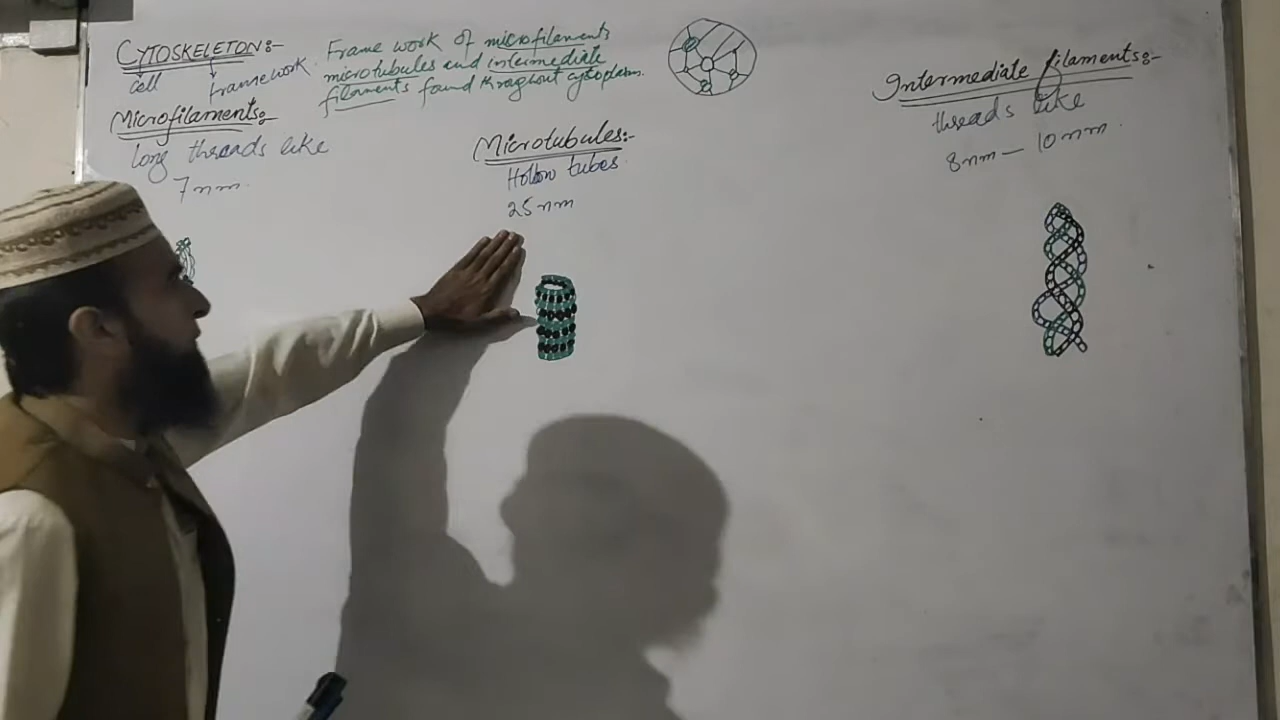 CYTOSKELETON:-
Cell framework.
Frame work of microfilaments
microtubules and intermediate
filaments found throughout cytoplasm.
Microfilaments:
long threads like
7nm.
Microtubules:-
Hollow tubes.
25nm
Intermediate filaments:-
threads like
8nm — 10nm.